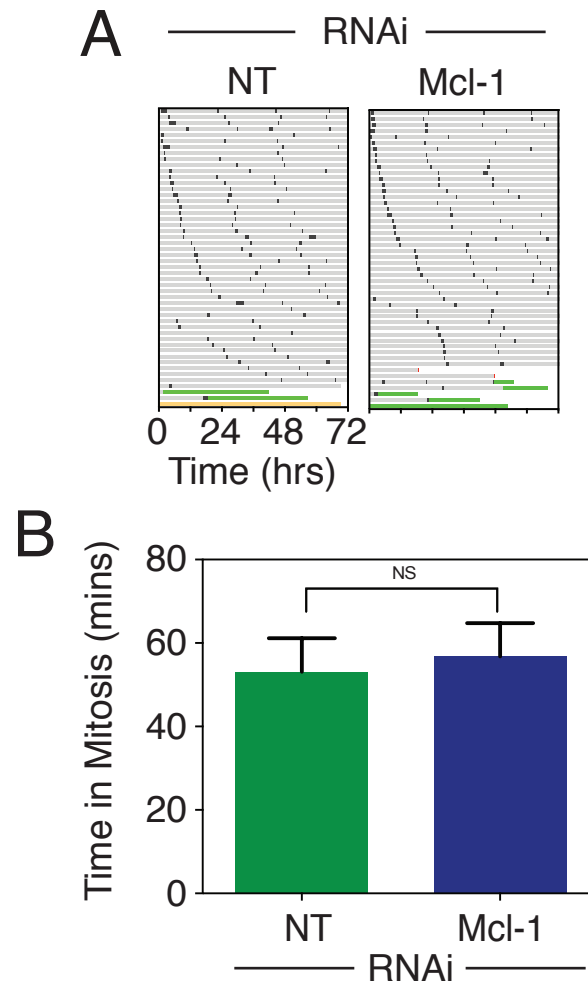 A
RNAi
NT Mcl-1
0 24 48 72
Time (hrs)
B
Time in Mitosis (mins)
80
60
40
20
0
NS
NT Mcl-1
RNAi